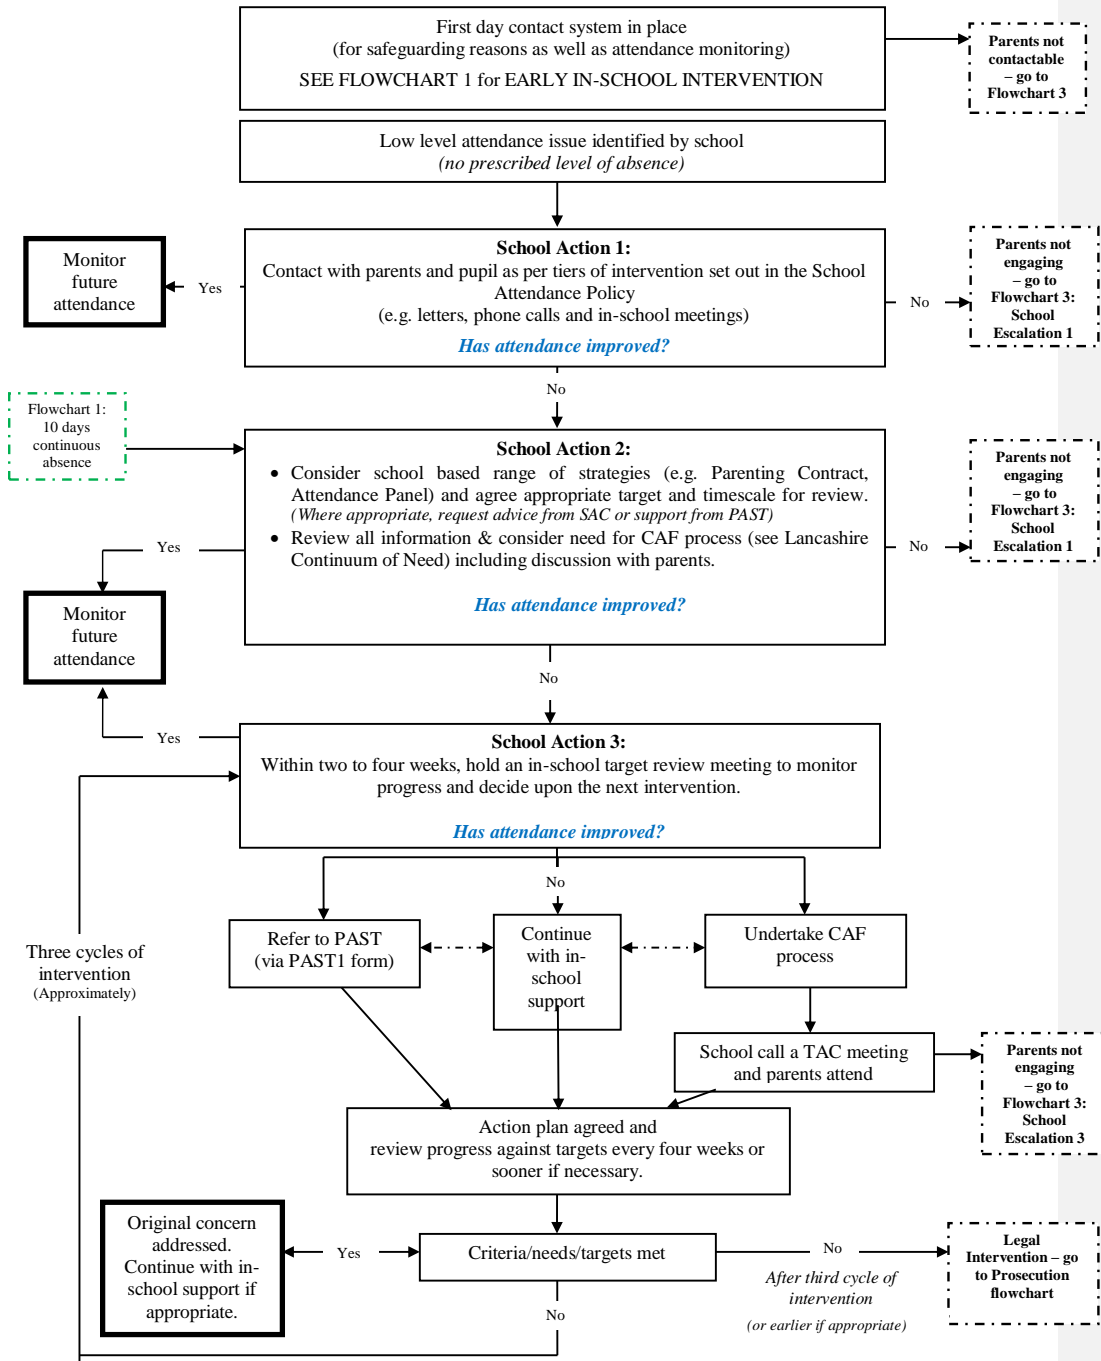 First day contact system in place
(for safeguarding reasons as well as attendance monitoring)
SEE FLOWCHART 1 for EARLY IN-SCHOOL INTERVENTION
Parents not
contactable
– go to
Flowchart 3
Low level attendance issue identified by school
(no prescribed level of absence)
Monitor
future
attendance
Yes
School Action 1:
Contact with parents and pupil as per tiers of intervention set out in the School
Attendance Policy
(e.g. letters, phone calls and in-school meetings)
Has attendance improved?
No
Parents not
engaging
– go to
Flowchart 3:
School
Escalation 1
No
Flowchart 1:
10 days
continuous
absence
School Action 2:
• Consider school based range of strategies (e.g. Parenting Contract,
Attendance Panel) and agree appropriate target and timescale for review.
(Where appropriate, request advice from SAC or support from PAST)
• Review all information & consider need for CAF process (see Lancashire
Continuum of Need) including discussion with parents.
Has attendance improved?
No
Parents not
engaging
– go to
Flowchart 3:
School
Escalation 1
Yes
Monitor
future
attendance
No
Yes
School Action 3:
Within two to four weeks, hold an in-school target review meeting to monitor
progress and decide upon the next intervention.
Has attendance improved?
No
Three cycles of
intervention
(Approximately)
Refer to PAST
(via PAST1 form)
Continue
with in-
school
support
Undertake CAF
process
School call a TAC meeting
and parents attend
Parents not
engaging
– go to
Flowchart 3:
School
Escalation 3
Action plan agreed and
review progress against targets every four weeks or
sooner if necessary.
Original concern
addressed.
Continue with in-
school support if
appropriate.
Yes
Criteria/needs/targets met
No
After third cycle of
intervention
(or earlier if appropriate)
Legal
Intervention – go
to Prosecution
flowchart
No